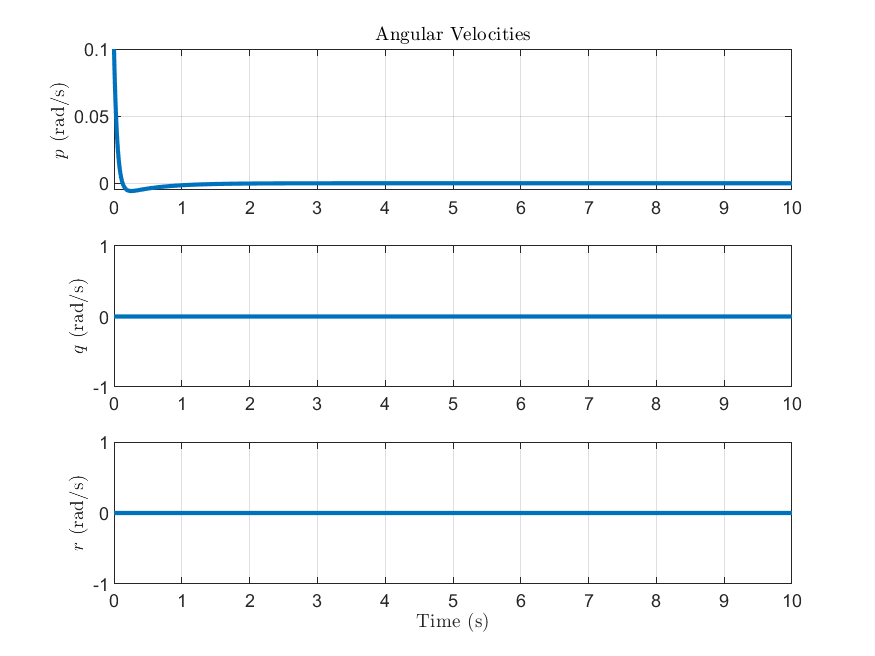 Angular Velocities
0.1
0.05
0
p (rad/s)
0 1 2 3 4 5 6 7 8 9 10
1
0
-1
q (rad/s)
0 1 2 3 4 5 6 7 8 9 10
1
0
-1
r (rad/s)
0 1 2 3 4 5 6 7 8 9 10
Time (s)